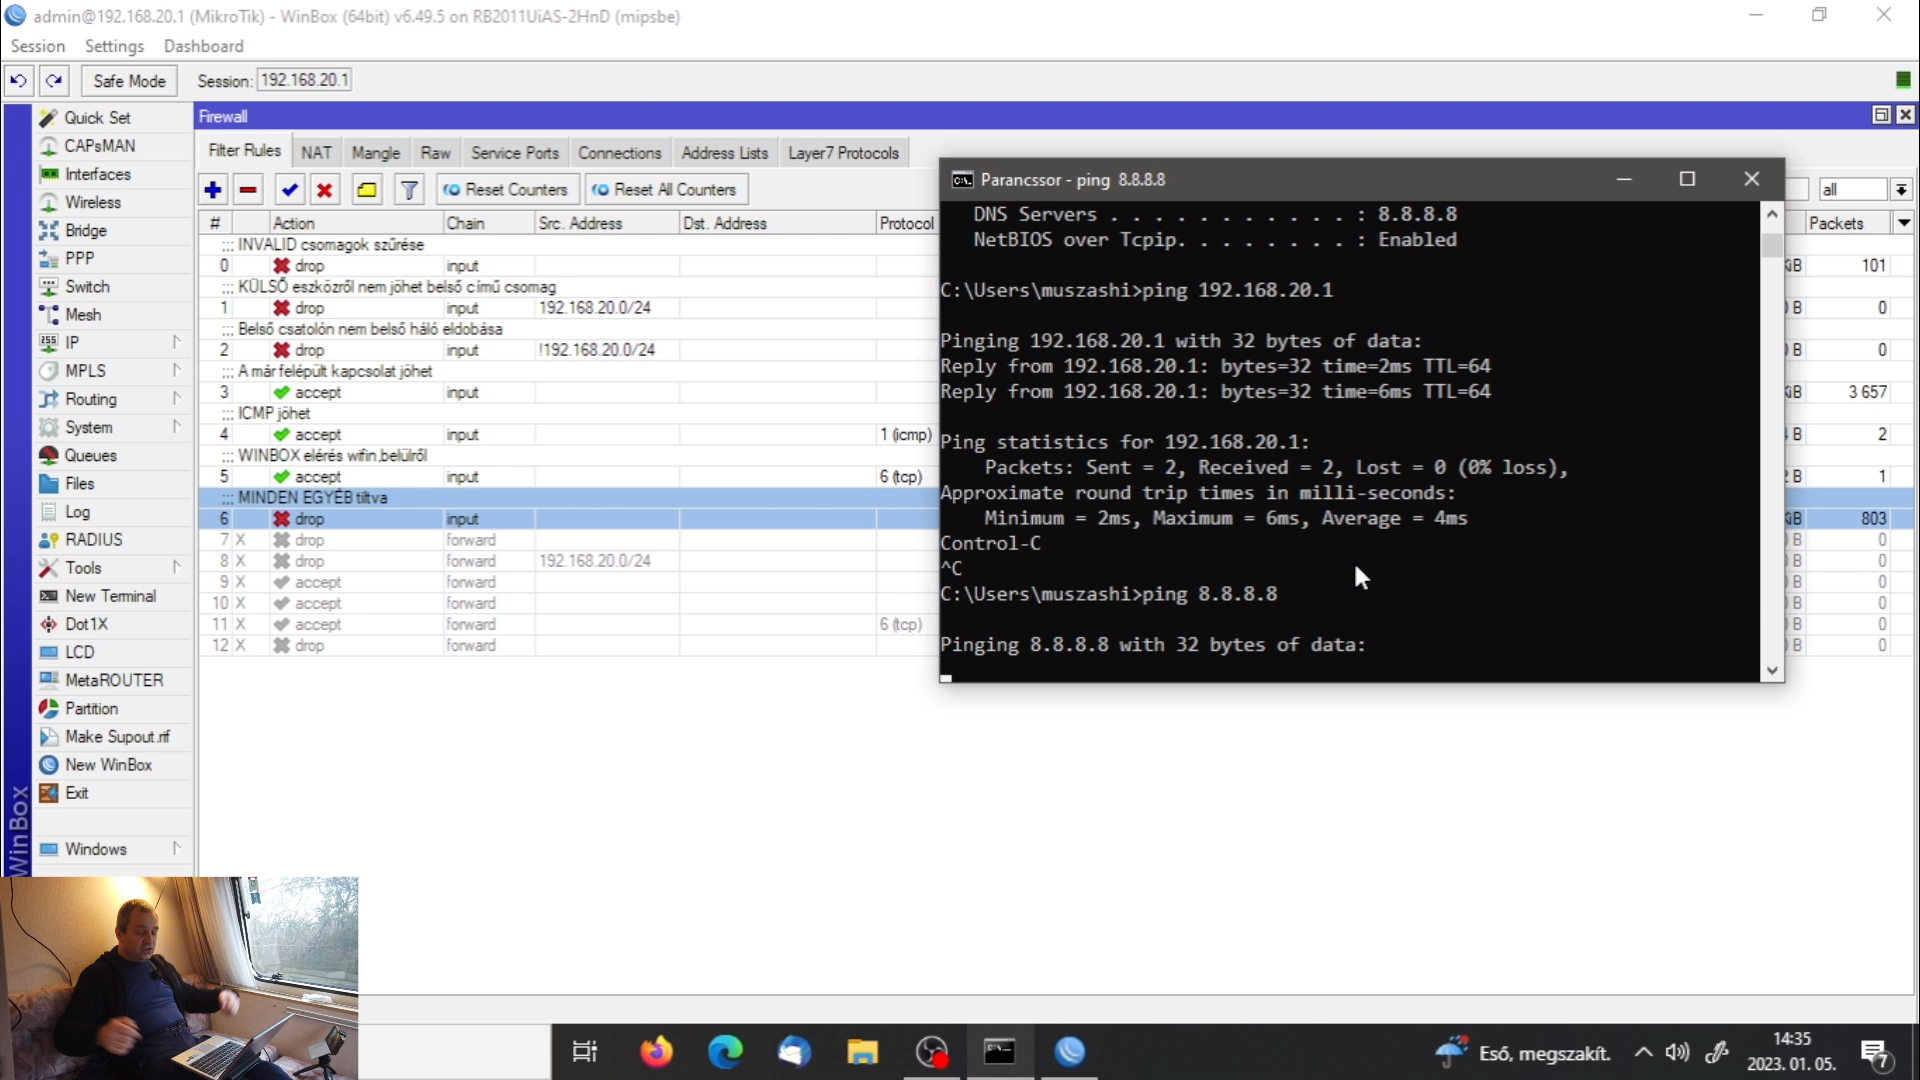 admin@192.168.20.1 (MikroTik) - WinBox (64bit) v6.49.5 on RB2011UiAS-2HnD (mipsbe)
Session Settings Dashboard
Safe Mode Session: 192.168.20.1
Quick Set
CAPsMAN
Interfaces
Wireless
Bridge
PPP
Switch
Mesh
IP
MPLS
Routing
System
Queues
Files
Log
RADIUS
Tools
New Terminal
Dot1X
LCD
MetaROUTER
Partition
Make Supout.rif
New WinBox
Exit
Windows
WinBox
Firewall
Filter Rules NAT Mangle Raw Service Ports Connections Address Lists Layer7 Protocols
Reset Counters Reset All Counters all
# Action Chain Src. Address Dst. Address Protocol Packets
::: INVALID csomagok szűrése
0 drop input iB 101
::: KÜLSŐ eszközről nem jöhet belső című csomag
1 drop input 192.168.20.0/24 0 B 0
::: Belső csatolón nem belső háló eldobása
2 drop input !192.168.20.0/24 0 B 0
::: A már felépült kapcsolat jöhet
3 accept input iB 3 657
::: ICMP jöhet
4 accept input 1 (icmp) B 2
::: WINBOX elérés wifin,belülről
5 accept input 6 (tcp) B 1
::: MINDEN EGYÉB tiltva
6 drop input iB 803
7 X drop forward 0 B 0
8 X drop forward 192.168.20.0/24 0 B 0
9 X accept forward 0 B 0
10 X accept forward 0 B 0
11 X accept forward 6 (tcp) 0 B 0
12 X drop forward 0 B 0
Parancssor - ping 8.8.8.8
DNS Servers . . . . . . . . . . . : 8.8.8.8
NetBIOS over Tcpip. . . . . . . . : Enabled
C:\Users\muszashi>ping 192.168.20.1
Pinging 192.168.20.1 with 32 bytes of data:
Reply from 192.168.20.1: bytes=32 time=2ms TTL=64
Reply from 192.168.20.1: bytes=32 time=6ms TTL=64
Ping statistics for 192.168.20.1:
Packets: Sent = 2, Received = 2, Lost = 0 (0% loss),
Approximate round trip times in milli-seconds:
Minimum = 2ms, Maximum = 6ms, Average = 4ms
Control-C
^C
C:\Users\muszashi>ping 8.8.8.8
Pinging 8.8.8.8 with 32 bytes of data:
Eső, megszakít.
14:35
2023. 01. 05.
7